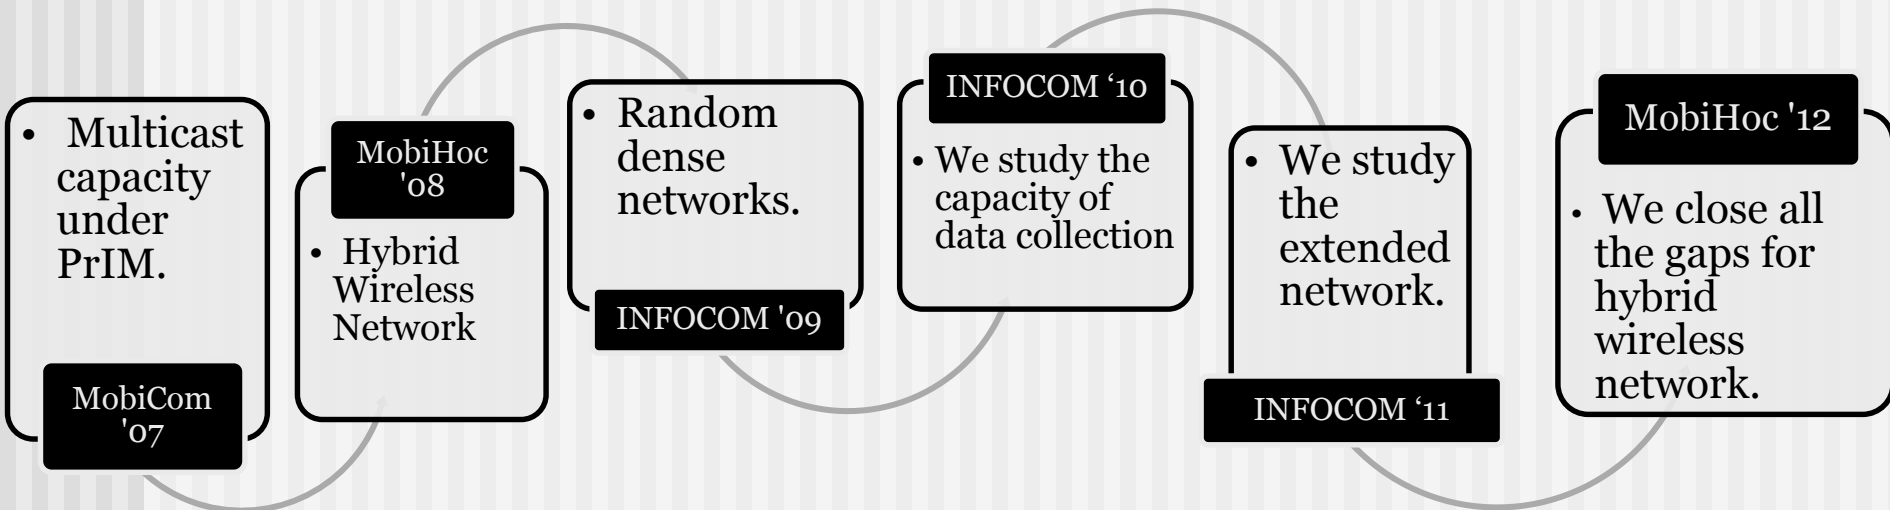 • Multicast
capacity
under
PrIM.
MobiCom
'07
MobiHoc
'08
• Hybrid
Wireless
Network
• Random
dense
networks.
INFOCOM '09
INFOCOM ‘10
• We study the
capacity of
data collection
• We study
the
extended
network.
INFOCOM ‘11
MobiHoc '12
• We close all
the gaps for
hybrid
wireless
network.